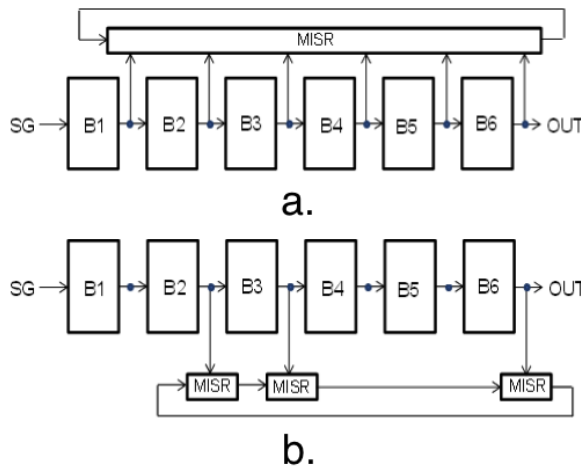 MISR
SG B1 B2 B3 B4 B5 B6 OUT
a.
SG B1 B2 B3 B4 B5 B6 OUT
MISR MISR MISR
b.